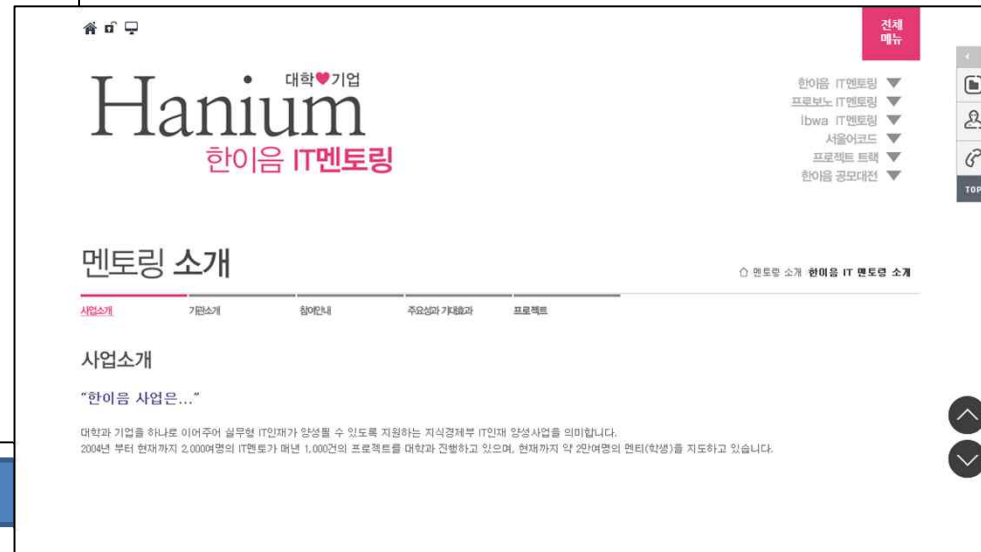 전체
메뉴
대학♥기업
Hanium
한이음 IT멘토링
한이음 IT멘토링 ▼
프로보노 IT멘토링 ▼
Ibwa IT멘토링 ▼
서울어코드 ▼
프로젝트 트랙 ▼
한이음 공모대전 ▼
TOP
멘토링 소개
멘토링 소개 한이음 IT 멘토링 소개
사업소개
기관소개
참여안내
주요성과 기대효과
프로젝트
사업소개
“한이음 사업은...”
대학과 기업을 하나로 이어주어 실무형 IT인재가 양성될 수 있도록 지원하는 지식경제부 IT인재 양성사업을 의미합니다.
2004년 부터 현재까지 2,000여명의 IT멘토가 매년 1,000건의 프로젝트를 대학과 진행하고 있으며, 현재까지 약 2만여명의 멘티(학생)을 지도하고 있습니다.